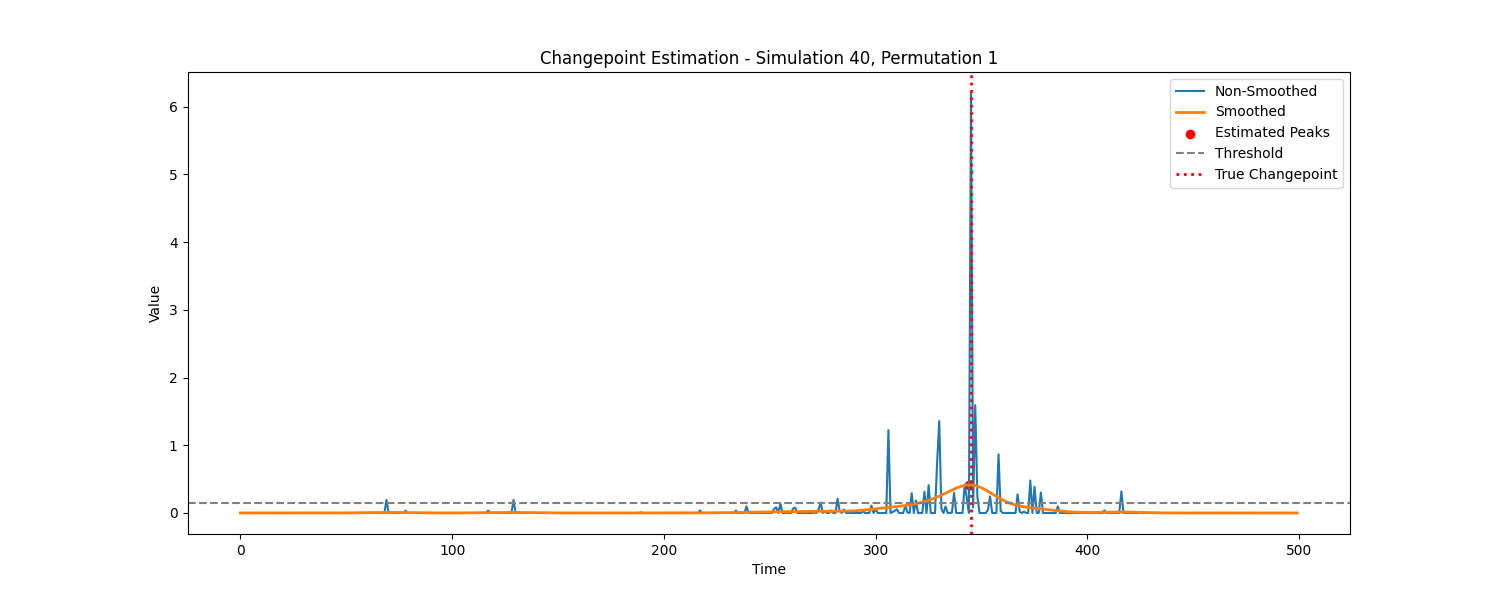 Changepoint Estimation - Simulation 40, Permutation 1
Non-Smoothed
Smoothed
Estimated Peaks
Threshold
True Changepoint
Value
6
5
4
3
2
1
0
0 100 200 300 400 500
Time